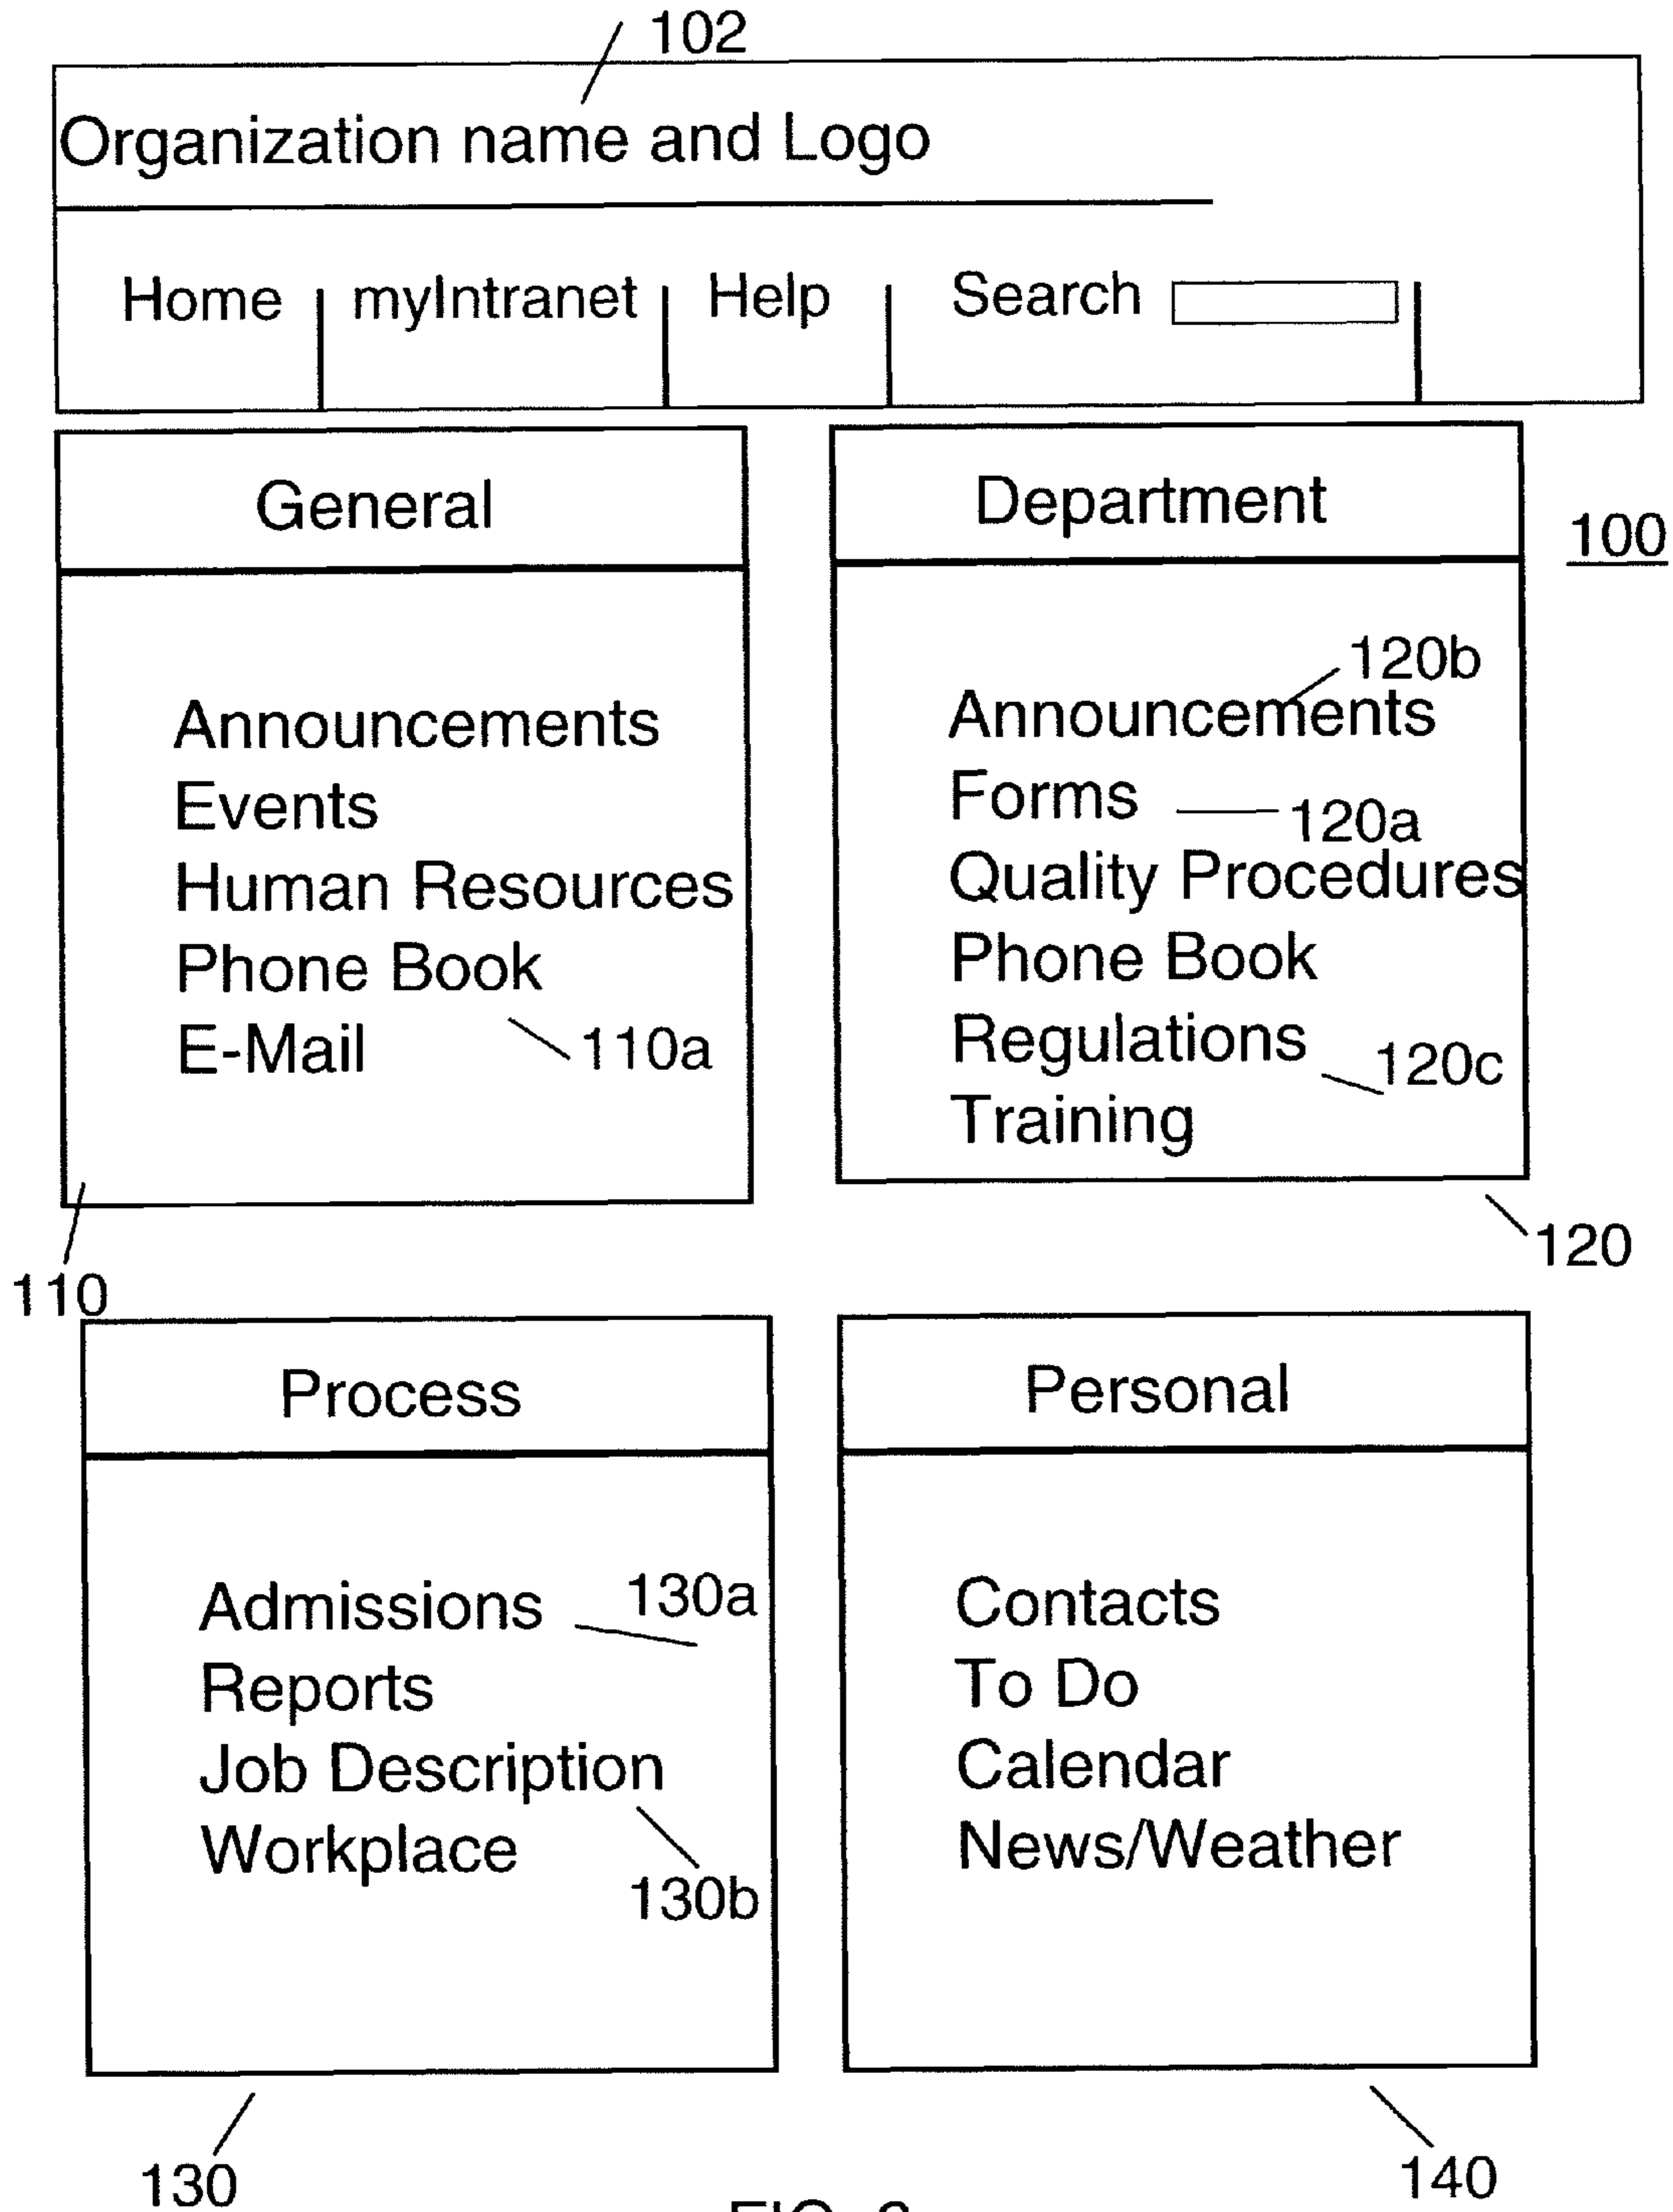 102
Organization name and Logo
Home myIntranet Help Search
General
Announcements
Events
Human Resources
Phone Book
E-Mail
110a
110
Department
100
120b
Announcements
Forms
120a
Quality Procedures
Phone Book
Regulations
120c
Training
120
Process
Admissions
130a
Reports
Job Description
Workplace
130b
130
Personal
Contacts
To Do
Calendar
News/Weather
140